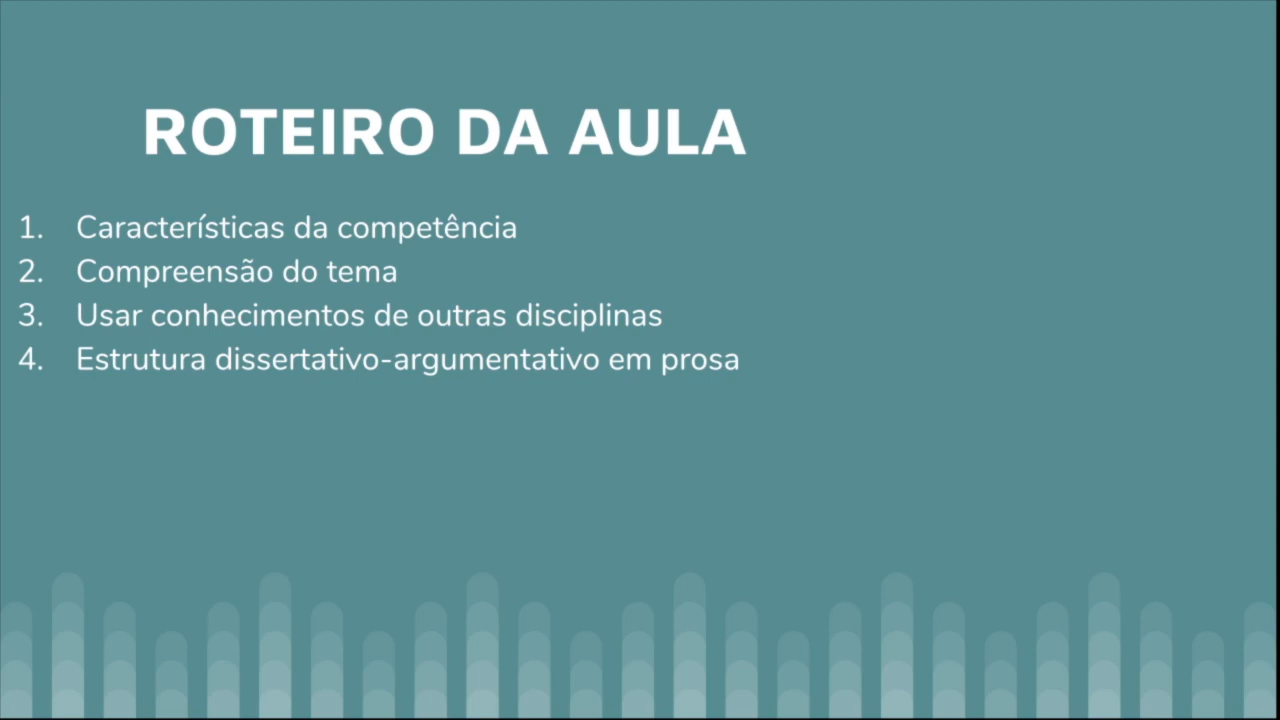 ROTEIRO DA AULA
1. Características da competência
2. Compreensão do tema
3. Usar conhecimentos de outras disciplinas
4. Estrutura dissertativo-argumentativo em prosa